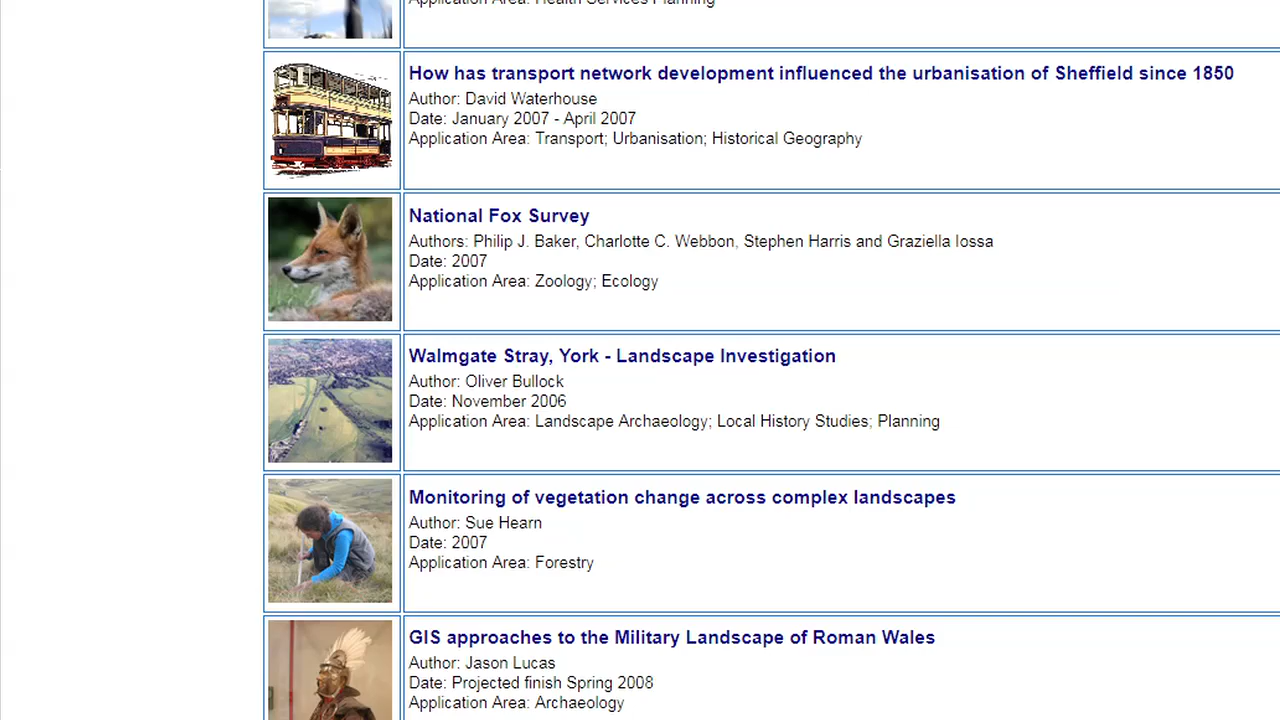 Application Area: Health Services Planning
How has transport network development influenced the urbanisation of Sheffield since 1850
Author: David Waterhouse
Date: January 2007 - April 2007
Application Area: Transport; Urbanisation; Historical Geography
National Fox Survey
Authors: Philip J. Baker, Charlotte C. Webbon, Stephen Harris and Graziella Iossa
Date: 2007
Application Area: Zoology; Ecology
Walmgate Stray, York - Landscape Investigation
Author: Oliver Bullock
Date: November 2006
Application Area: Landscape Archaeology; Local History Studies; Planning
Monitoring of vegetation change across complex landscapes
Author: Sue Hearn
Date: 2007
Application Area: Forestry
GIS approaches to the Military Landscape of Roman Wales
Author: Jason Lucas
Date: Projected finish Spring 2008
Application Area: Archaeology